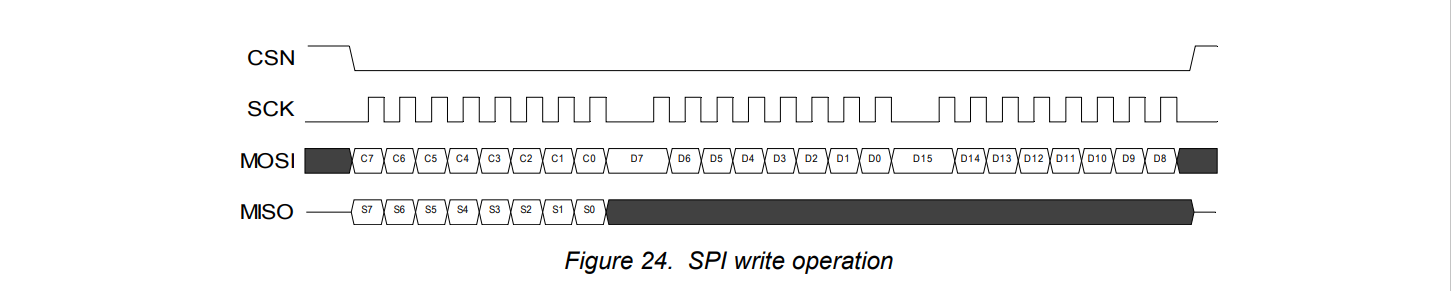 CSN
SCK
MOSI C7 C6 C5 C4 C3 C2 C1 C0 D7 D6 D5 D4 D3 D2 D1 D0 D15 D14 D13 D12 D11 D10 D9 D8
MISO S7 S6 S5 S4 S3 S2 S1 S0
Figure 24. SPI write operation